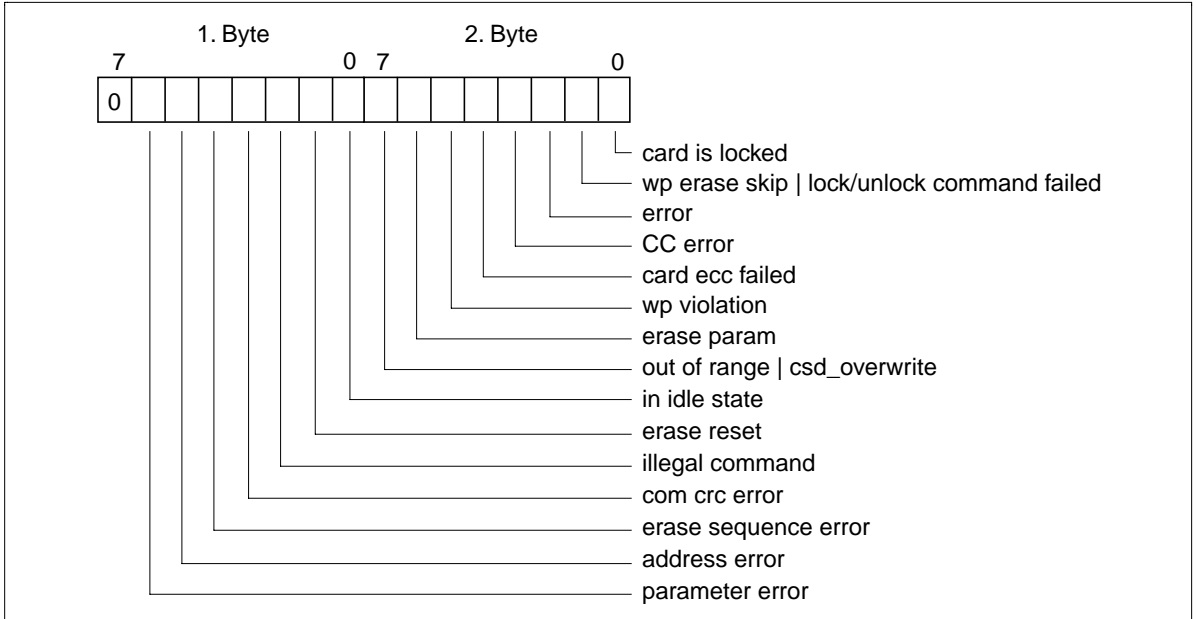 1. Byte 2. Byte
7 0 7 0
0
card is locked
wp erase skip | lock/unlock command failed
error
CC error
card ecc failed
wp violation
erase param
out of range | csd_overwrite
in idle state
erase reset
illegal command
com crc error
erase sequence error
address error
parameter error